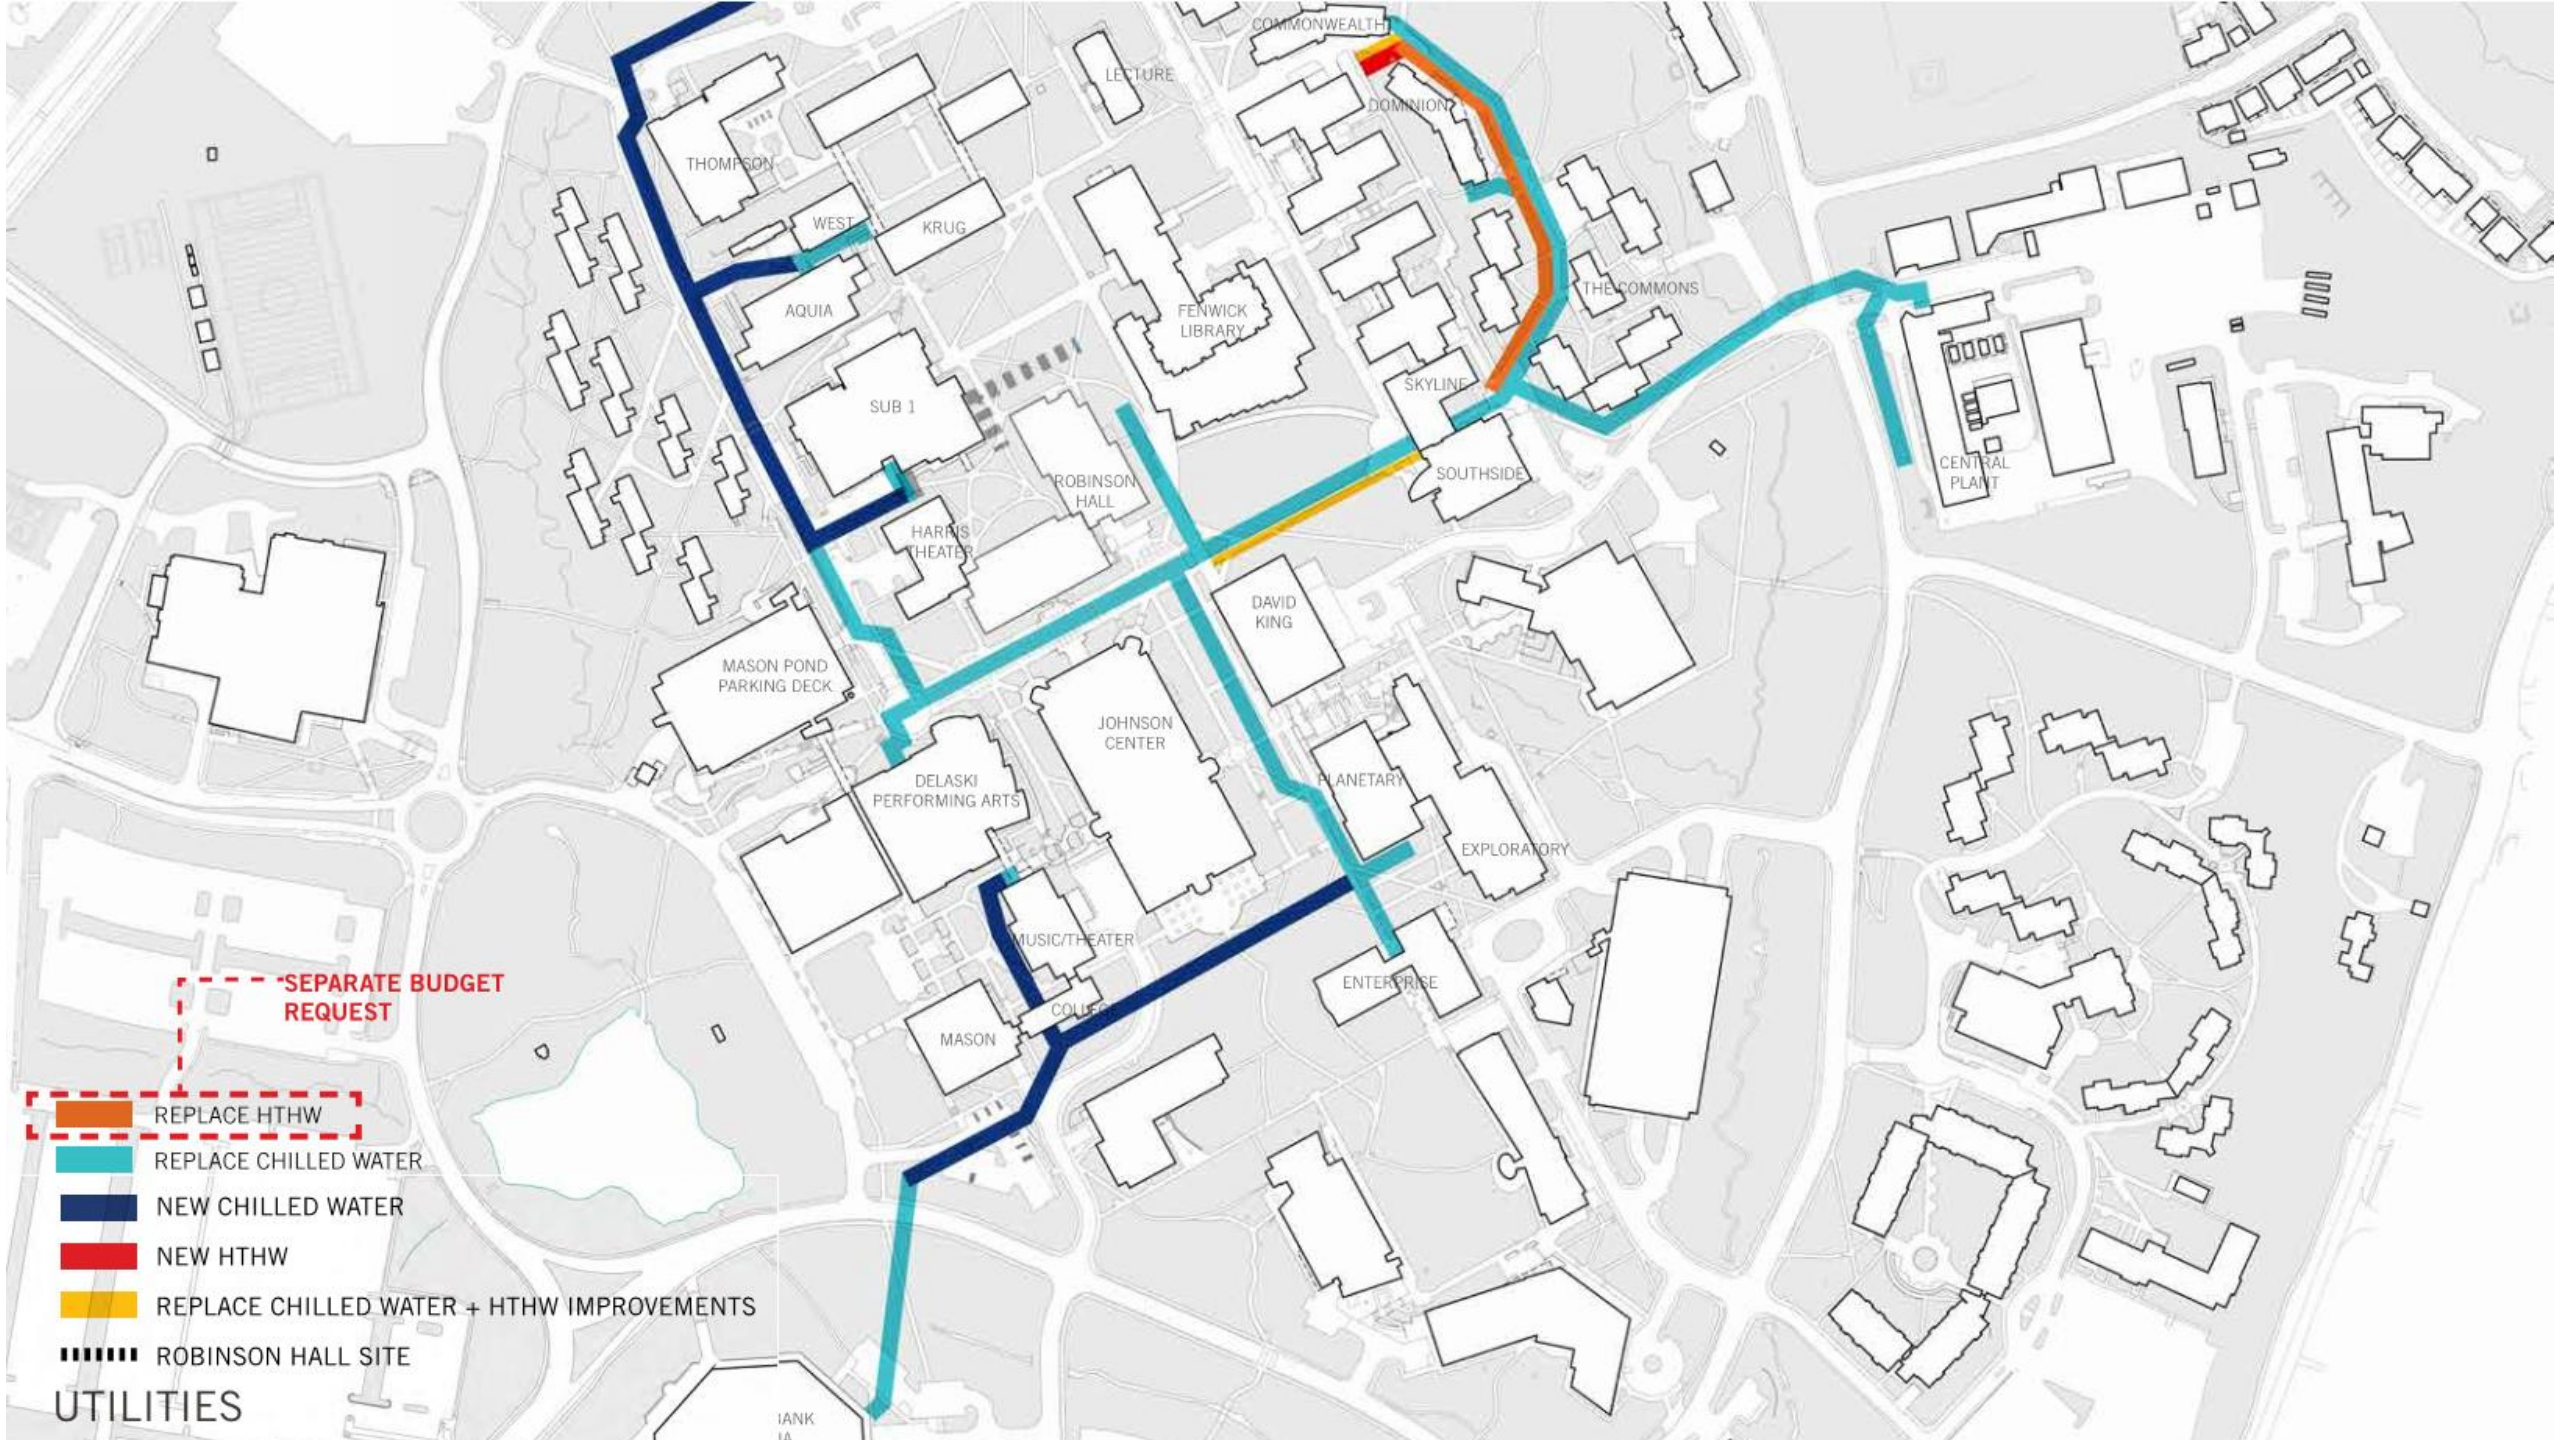 COMMONWEALTH
LECTURE
DOMINION
THOMPSON
WEST
KRUG
THE COMMONS
AQUIA
FENWICK
LIBRARY
SKYLINE
SUB 1
ROBINSON
HALL
SOUTHSIDE
CENTRAL
PLANT
HARRIS
THEATER
DAVID
KING
MASON POND
PARKING DECK
JOHNSON
CENTER
DELASKI
PERFORMING ARTS
PLANETARY
EXPLORATORY
MUSIC/THEATER
ENTERPRISE
COLLEGE
MASON
SEPARATE BUDGET
REQUEST
REPLACE HTHW
REPLACE CHILLED WATER
NEW CHILLED WATER
NEW HTHW
REPLACE CHILLED WATER + HTHW IMPROVEMENTS
ROBINSON HALL SITE
UTILITIES